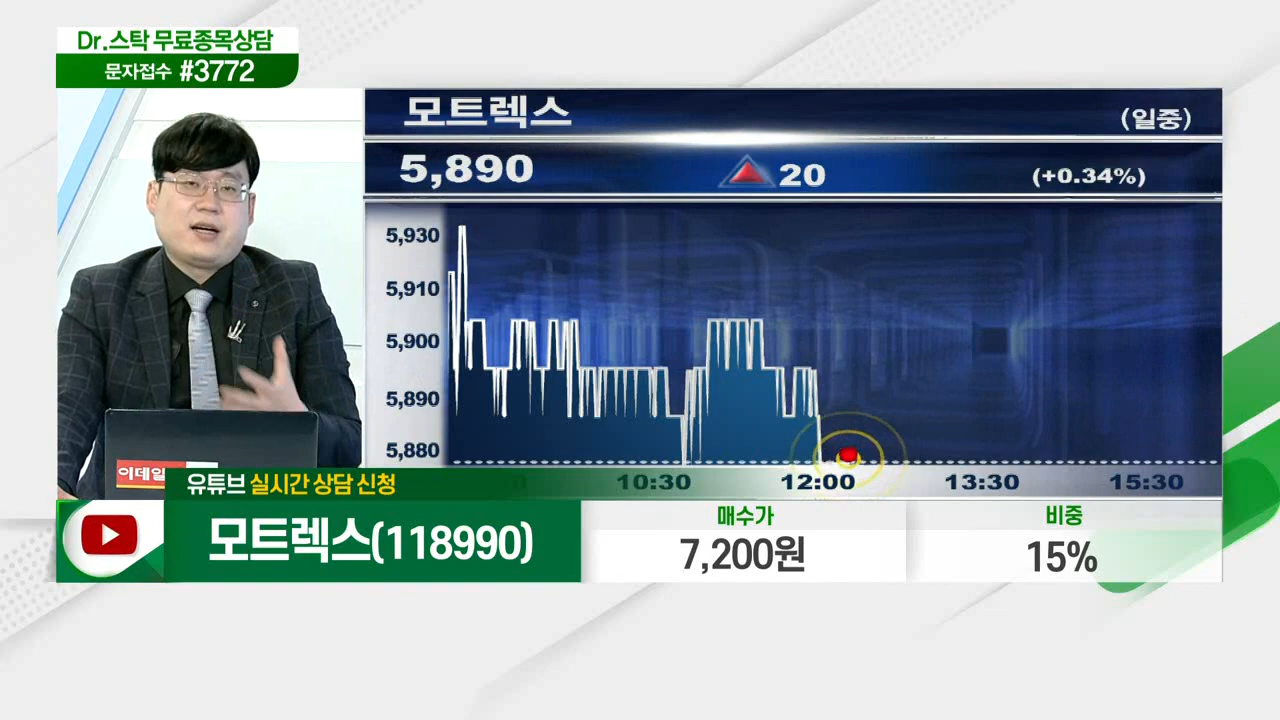 Dr.스탁 무료종목상담
문자접수 #3772
모트렉스
(일중)
5,890
20
(+0.34%)
5,930
5,910
5,900
5,890
5,880
10:30
12:00
13:30
15:30
이데일
유튜브 실시간 상담 신청
모트렉스(118990)
매수가
7,200원
비중
15%